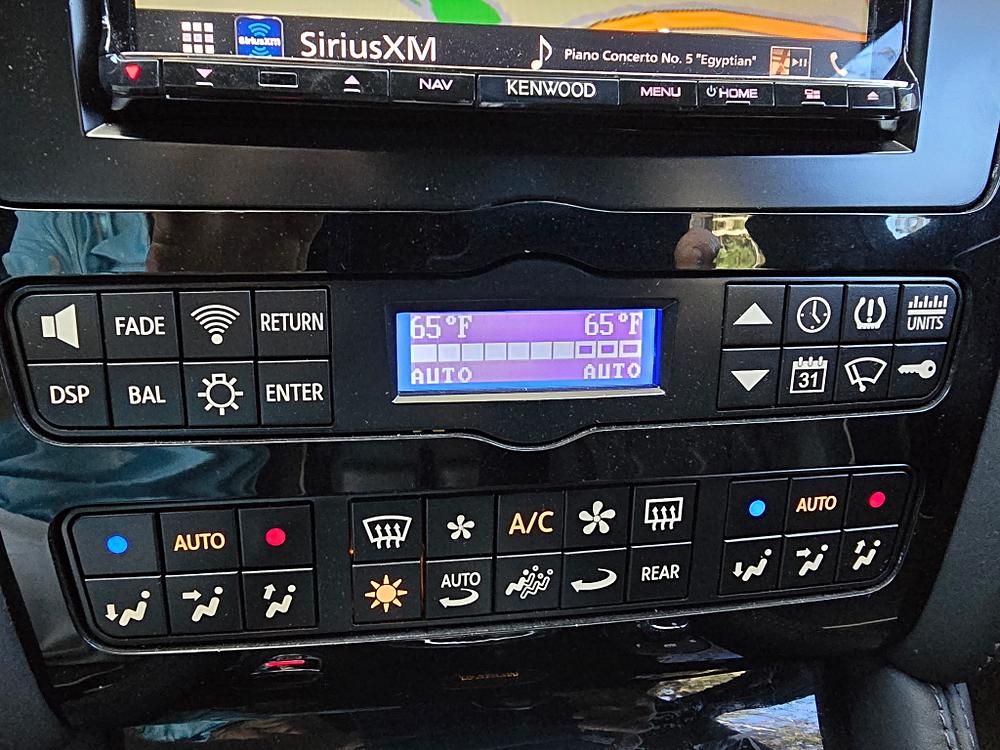 SiriusXM SiriusXM Piano Concerto No. 5 "Egyptian"
NAV KENWOOD MENU HOME
FADE RETURN
DSP BAL ENTER
65°F 65°F
AUTO AUTO
UNITS
31
AUTO A/C AUTO
AUTO REAR